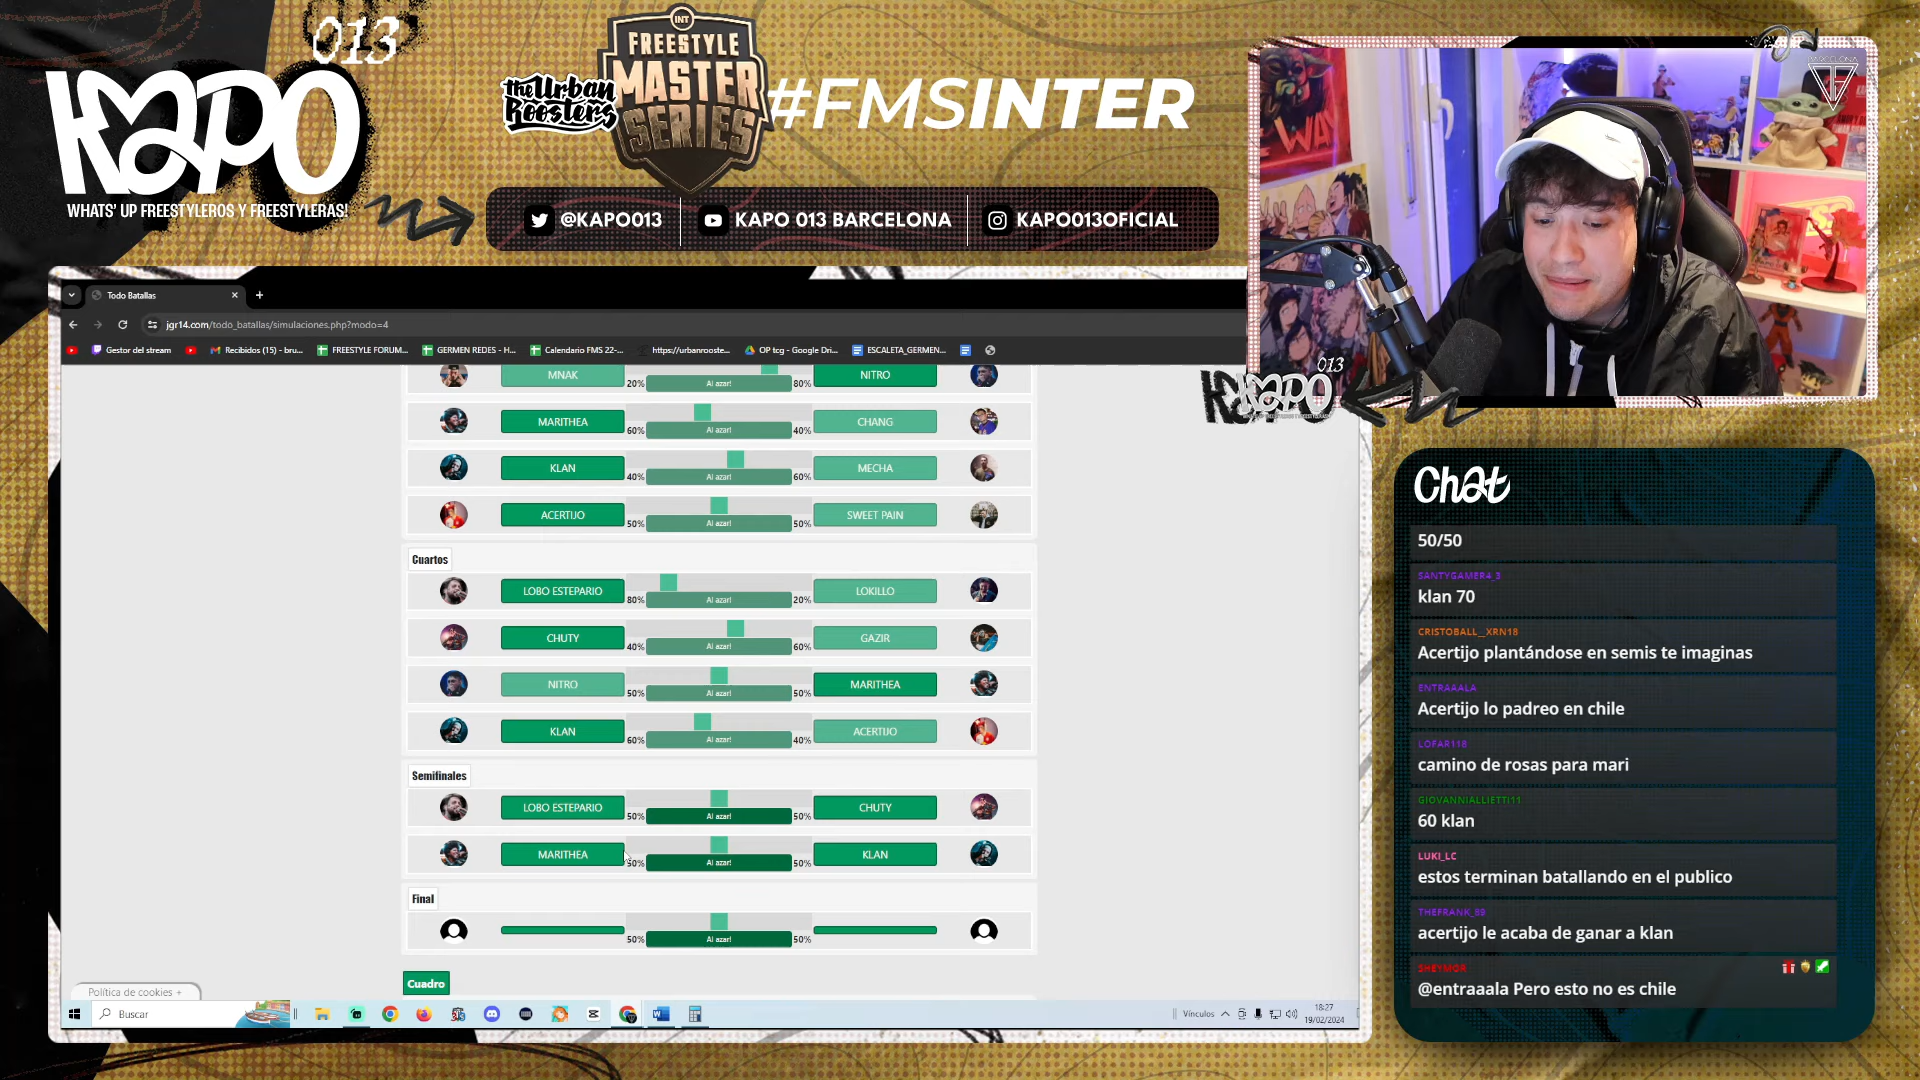 013
KAPO
WHATS' UP FREESTYLEROS Y FREESTYLERAS!
the Urban Roosters
INT
FREESTYLE
MASTER
SERIES
#FMSINTER
@KAPO013
KAPO 013 BARCELONA
KAPO013OFICIAL
BARCELONA
013
KAPO
Todo Batallas
jgr14.com/todo_batallas/simulaciones.php?modo=4
Gestor del stream
Recibidos (15) - bru...
FREESTYLE FORUM...
GERMEN REDES - H...
Calendario FMS 22-...
https://urbanrooste...
OP tcg - Google Dri...
ESCALETA_GERMEN...
MNAK 20% Al azar! 80% NITRO
MARITHEA 60% Al azar! 40% CHANG
KLAN 40% Al azar! 60% MECHA
ACERTIJO 50% Al azar! 50% SWEET PAIN
Cuartos
LOBO ESTEPARIO 80% Al azar! 20% LOKILLO
CHUTY 40% Al azar! 60% GAZIR
NITRO 50% Al azar! 50% MARITHEA
KLAN 60% Al azar! 40% ACERTIJO
Semifinales
LOBO ESTEPARIO 50% Al azar! 50% CHUTY
MARITHEA 50% Al azar! 50% KLAN
Final
50% Al azar! 50%
Cuadro
Política de cookies +
Buscar
Vínculos
18:27
19/02/2024
Chat
50/50
SANTYGAMER4_3
klan 70
CRISTOBALL__XRN18
Acertijo plantándose en semis te imaginas
ENTRAAALA
Acertijo lo padreo en chile
LOFAR118
camino de rosas para mari
GIOVANNIALLIETTI11
60 klan
LUKI_LC
estos terminan batallando en el publico
THEFRANK_89
acertijo le acaba de ganar a klan
SHEYMOR
@entraaala Pero esto no es chile